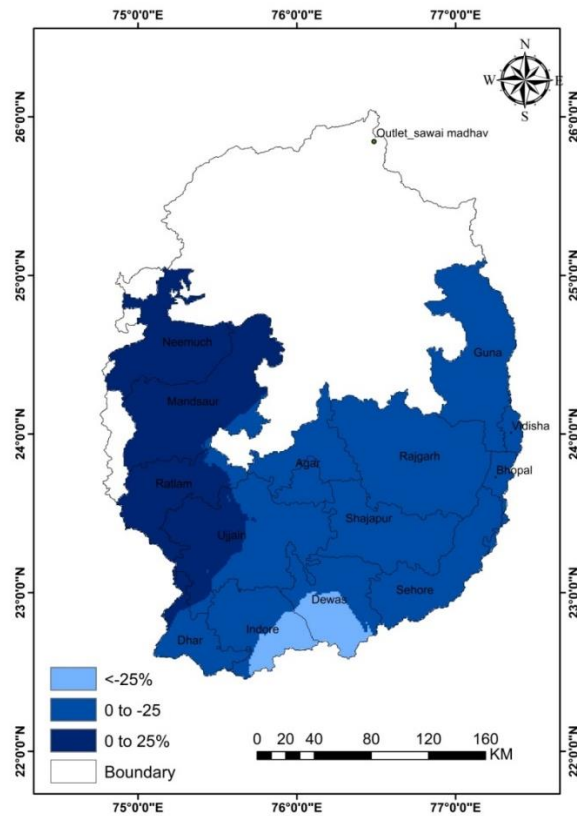 75°0'0"E 76°0'0"E 77°0'0"E
N
W E
S
26°0'0"N 26°0'0"N
Outlet_sawai madhav
25°0'0"N 25°0'0"N
Neemuch
Guna
Mandsaur
24°0'0"N 24°0'0"N
Vidisha
Agar
Rajgarh
Bhopal
Ratlam
Shajapur
Ugain
23°0'0"N 23°0'0"N
Dewas
Sehore
Indore
Dhar
<-25%
0 to -25
0 to 25%
Boundary
0 20 40 80 120 160
KM
22°0'0"N 22°0'0"N
75°0'0"E 76°0'0"E 77°0'0"E